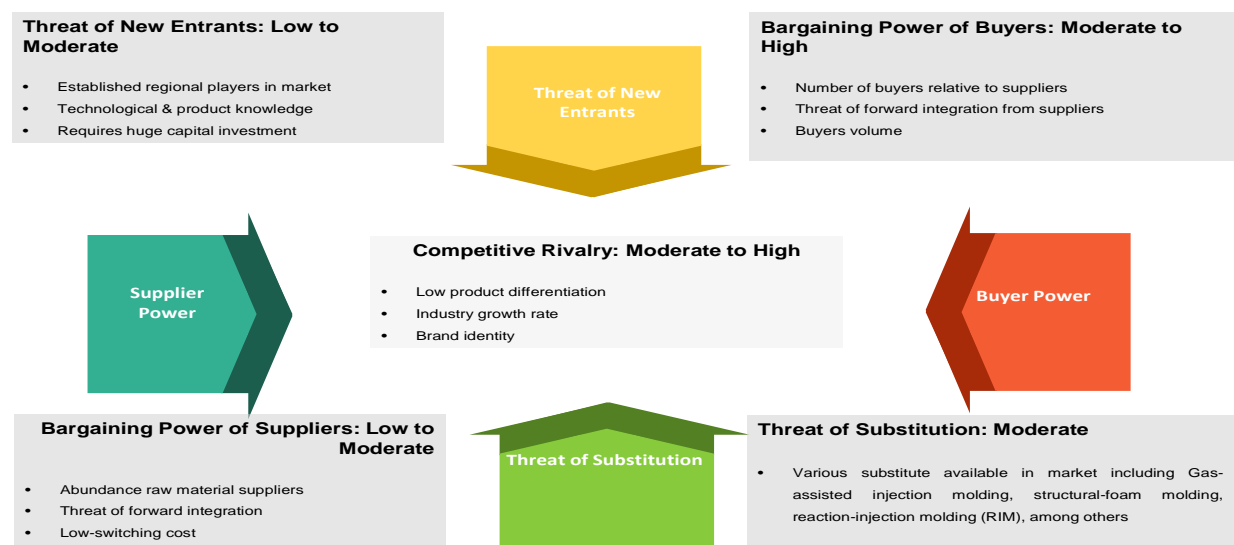 Threat of New Entrants: Low to
Moderate
• Established regional players in market
• Technological & product knowledge
• Requires huge capital investment
Threat of New
Entrants
Bargaining Power of Buyers: Moderate to
High
• Number of buyers relative to suppliers
• Threat of forward integration from suppliers
• Buyers volume
Supplier
Power
Competitive Rivalry: Moderate to High
• Low product differentiation
• Industry growth rate
• Brand identity
Buyer Power
Bargaining Power of Suppliers: Low to
Moderate
• Abundance raw material suppliers
• Threat of forward integration
• Low-switching cost
Threat of Substitution
Threat of Substitution: Moderate
• Various substitute available in market including Gas-
assisted injection molding, structural-foam molding,
reaction-injection molding (RIM), among others